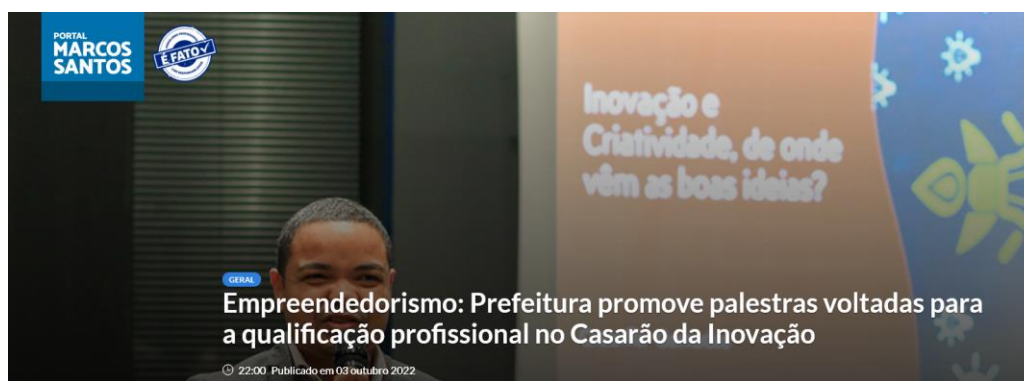 PORTAL
MARCOS
SANTOS
É FATO
Inovação e
Criatividade, de onde
vêm as boas ideias?
GERAL
Empreendedorismo: Prefeitura promove palestras voltadas para
a qualificação profissional no Casarão da Inovação
22:00 Publicado em 03 outubro 2022